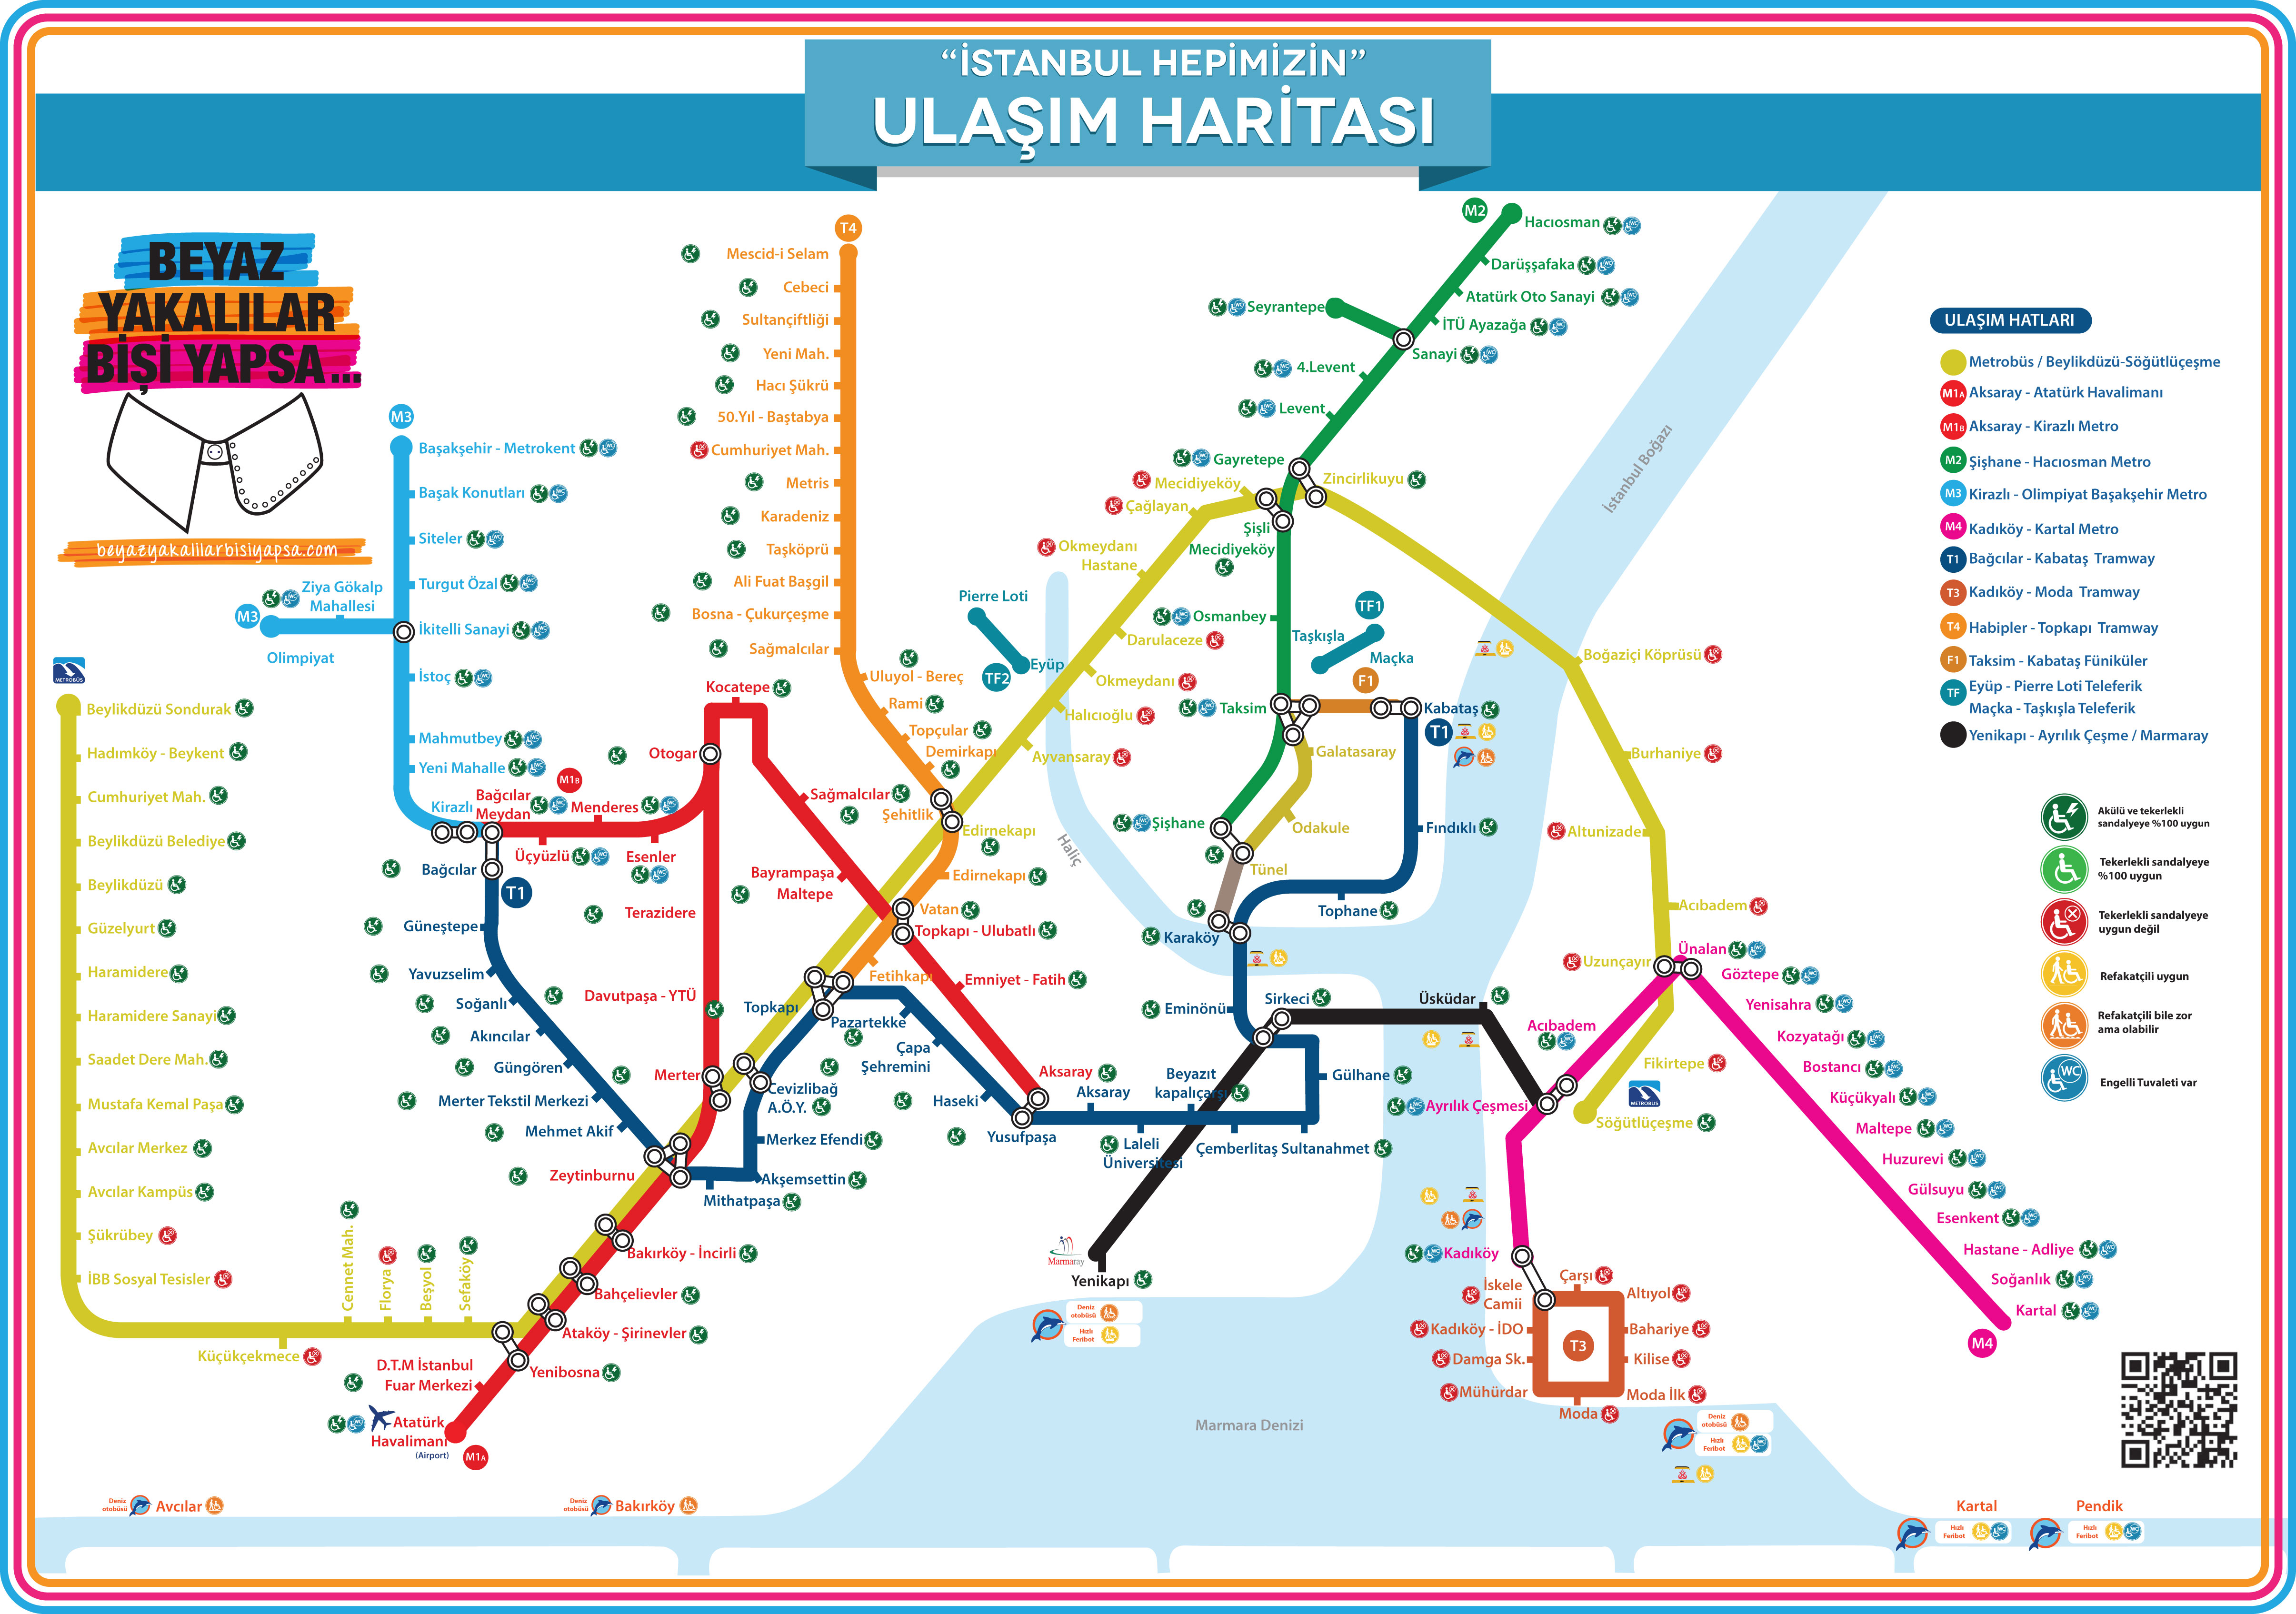 “İSTANBUL HEPİMİZİN”
ULAŞIM HARİTASI
BEYAZ
YAKALILAR
BİŞİ YAPSA...
beyazyakalilarbisiyapsa.com
M3
Başakşehir - Metrokent
Başak Konutları
Siteler
Turgut Özal
Ziya Gökalp
Mahallesi
M3
Olimpiyat
İkitelli Sanayi
İstoç
Mahmutbey
Yeni Mahalle
Kirazlı
METROBÜS
Beylikdüzü Sondurak
Hadımköy - Beykent
Cumhuriyet Mah.
Beylikdüzü Belediye
Beylikdüzü
Güzelyurt
Haramidere
Haramidere Sanayi
Saadet Dere Mah.
Mustafa Kemal Paşa
Avcılar Merkez
Avcılar Kampüs
Şükrübey
İBB Sosyal Tesisler
Küçükçekmece
Cennet Mah.
Florya
Beşyol
Sefaköy
T4
Mescid-i Selam
Cebeci
Sultançiftliği
Yeni Mah.
Hacı Şükrü
50.Yıl - Baştabya
Cumhuriyet Mah.
Metris
Karadeniz
Taşköprü
Ali Fuat Başgil
Bosna - Çukurçeşme
Sağmalcılar
Uluyol - Bereç
Rami
Topçular
Demirkapı
Şehitlik
Edirnekapı
Edirnekapı
Vatan
Topkapı - Ulubatlı
Fetihkapı
Topkapı
M1B
Bağcılar
Meydan
Menderes
Üçyüzlü
Esenler
Otogar
Kocatepe
Sağmalcılar
Bayrampaşa
Maltepe
Emniyet - Fatih
Aksaray
Terazidere
Davutpaşa - YTÜ
Merter
Zeytinburnu
Bakırköy - İncirli
Bahçelievler
Ataköy - Şirinevler
Yenibosna
D.T.M İstanbul
Fuar Merkezi
Atatürk
Havalimanı
(Airport)
M1A
Bağcılar
T1
Güneştepe
Yavuzselim
Soğanlı
Akıncılar
Güngören
Merter Tekstil Merkezi
Mehmet Akif
Mithatpaşa
Akşemsettin
Merkez Efendi
Cevizlibağ
A.Ö.Y.
Pazartekke
Çapa
Şehremini
Haseki
Yusufpaşa
Aksaray
Laleli
Üniversitesi
Beyazıt
kapalıçarşı
Çemberlitaş
Sultanahmet
Gülhane
Sirkeci
Eminönü
Karaköy
Tophane
Fındıklı
Kabataş
T1
M2
Hacıosman
Darüşşafaka
Atatürk Oto Sanayi
İTÜ Ayazağa
Sanayi
Seyrantepe
4.Levent
Levent
Gayretepe
Şişli
Mecidiyeköy
Osmanbey
Taksim
Şişhane
Zincirlikuyu
Mecidiyeköy
Çağlayan
Okmeydanı
Hastane
Darulaceze
Okmeydanı
Halıcıoğlu
Ayvansaray
Pierre Loti
Eyüp
TF2
TF1
Taşkışla
Maçka
F1
Galatasaray
Odakule
Tünel
Haliç
İstanbul Boğazı
Boğaziçi Köprüsü
Burhaniye
Altunizade
Acıbadem
Uzunçayır
Fikirtepe
METROBÜS
Söğütlüçeşme
Ünalan
Göztepe
Yenisahra
Kozyatağı
Bostancı
Küçükyalı
Maltepe
Huzurevi
Gülsuyu
Esenkent
Hastane - Adliye
Soğanlık
Kartal
M4
Acıbadem
Ayrılık Çeşmesi
Kadıköy
Üsküdar
Marmaray
Yenikapı
Deniz
otobüsü
Hızlı
Feribot
İskele
Camii
Çarşı
Altıyol
Kadıköy - İDO
Bahariye
Damga Sk.
Kilise
T3
Mühürdar
Moda İlk
Moda
Deniz
otobüsü
Hızlı
Feribot
Marmara Denizi
Deniz
otobüsü
Avcılar
Deniz
otobüsü
Bakırköy
Kartal
Hızlı
Feribot
Pendik
Hızlı
Feribot
ULAŞIM HATLARI
Metrobüs / Beylikdüzü-Söğütlüçeşme
M1A Aksaray - Atatürk Havalimanı
M1B Aksaray - Kirazlı Metro
M2 Şişhane - Hacıosman Metro
M3 Kirazlı - Olimpiyat Başakşehir Metro
M4 Kadıköy - Kartal Metro
T1 Bağcılar - Kabataş Tramway
T3 Kadıköy - Moda Tramway
T4 Habipler - Topkapı Tramway
F1 Taksim - Kabataş Füniküler
TF Eyüp - Pierre Loti Teleferik
Maçka - Taşkışla Teleferik
Yenikapı - Ayrılık Çeşme / Marmaray
Akülü ve tekerlekli
sandalyeye %100 uygun
Tekerlekli sandalyeye
%100 uygun
Tekerlekli sandalyeye
uygun değil
Refakatçili uygun
Refakatçili bile zor
ama olabilir
WC
Engelli Tuvaleti var